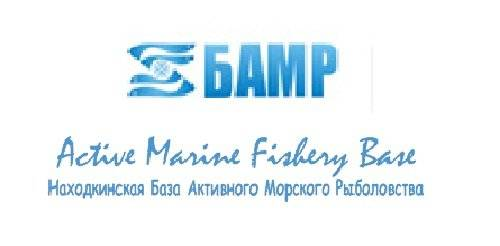 БАМР
Active Marine Fishery Base
Находкинская База Активного Морского Рыболовства